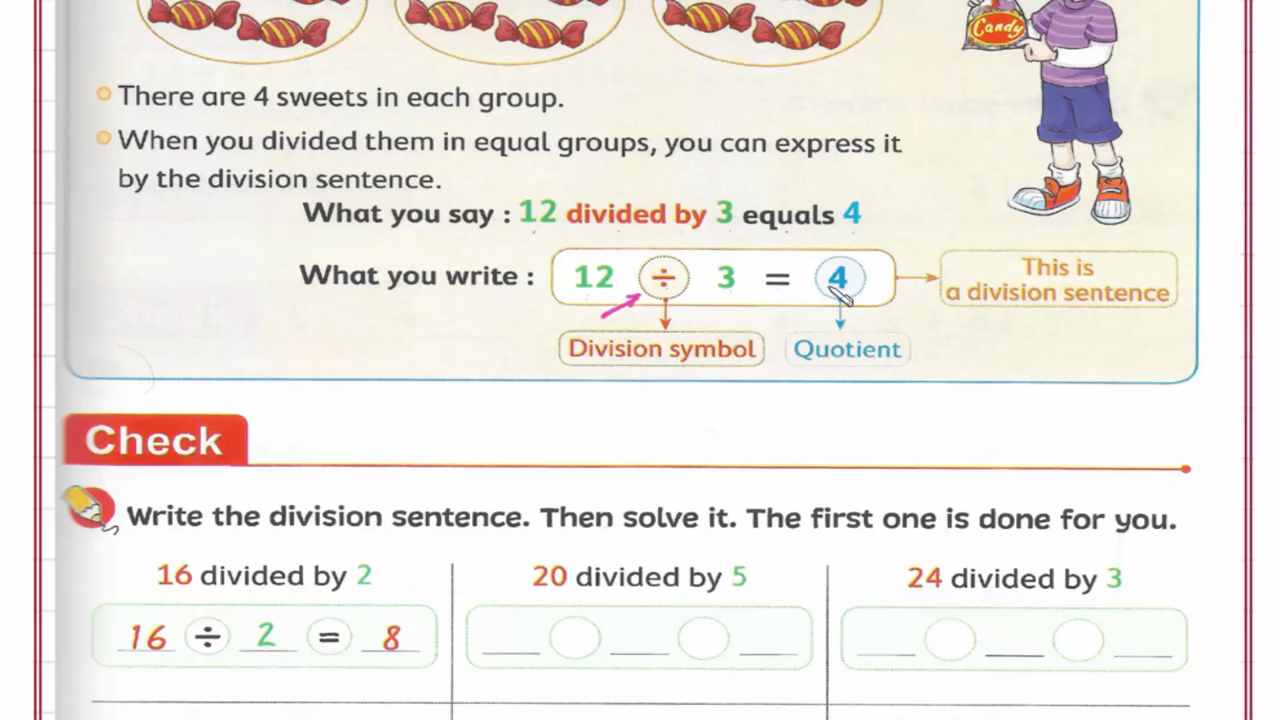 Candy
There are 4 sweets in each group.
When you divided them in equal groups, you can express it
by the division sentence.
What you say : 12 divided by 3 equals 4
What you write : 12 ÷ 3 = 4
This is
a division sentence
Division symbol
Quotient
Check
Write the division sentence. Then solve it. The first one is done for you.
16 divided by 2
20 divided by 5
24 divided by 3
16 ÷ 2 = 8